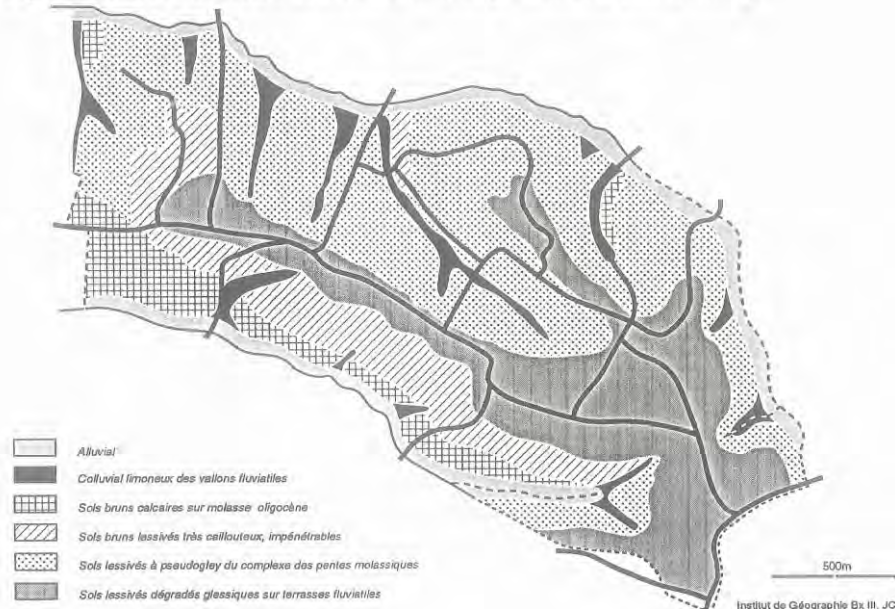 Alluvial
Colluvial limoneux des vallons fluviatiles
Sols bruns calcaires sur molasse oligocène
Sols bruns lessivés très caillouteux, impénétrables
Sols lessivés à pseudogley du complexe des pentes molassiques
Sols lessivés dégradés glossiques sur terrasses fluviatiles
500m
Institut de Géographie Bx III. JC